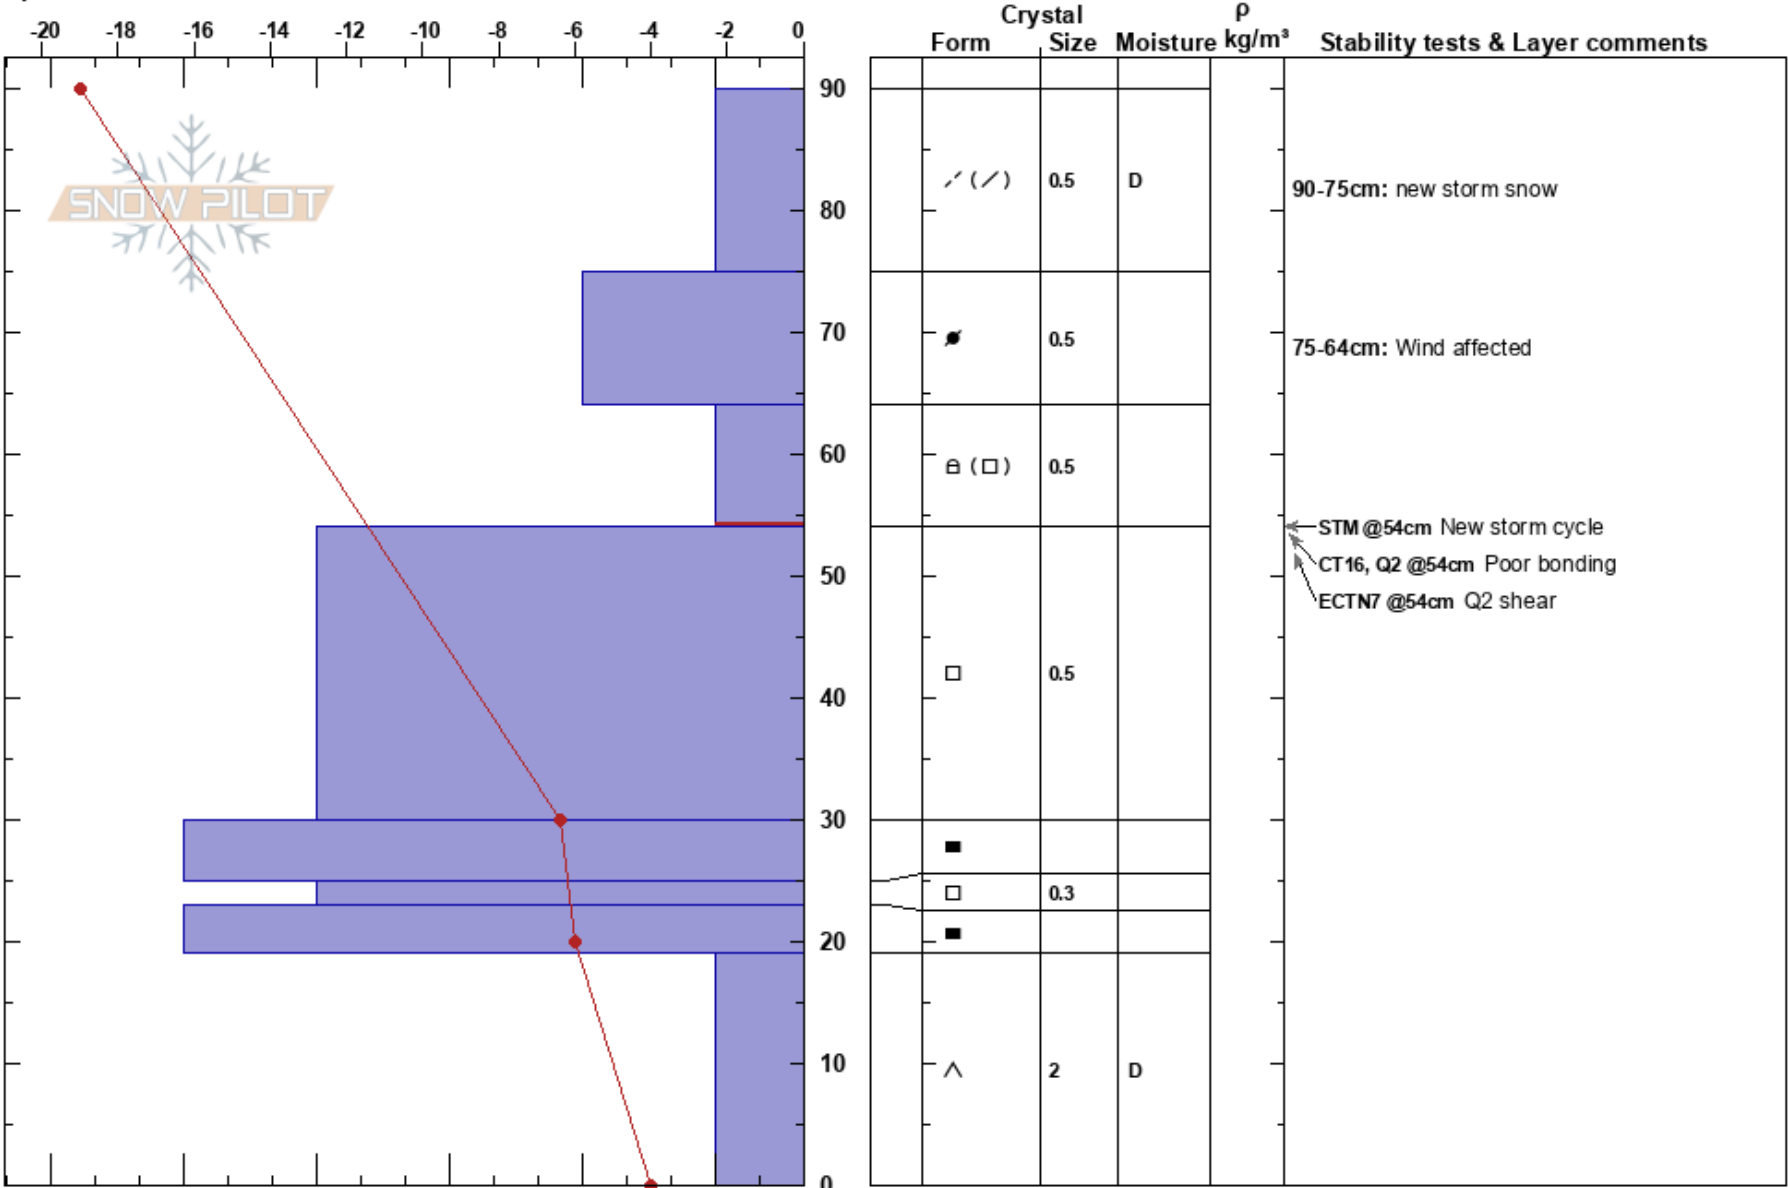 Crystal ρ
-20 -18 -16 -14 -12 -10 -8 -6 -4 -2 0 Form Size Moisture kg/m³ Stability tests & Layer comments
90
SNOW PILOT
0.5 D 90-75cm: new storm snow
80
70 0.5 75-64cm: Wind affected
60 0.5
STM @54cm New storm cycle
CT16, Q2 @54cm Poor bonding
50
ECTN7 @54cm Q2 shear
0.5
40
30
0.3
20
10 2 D
0